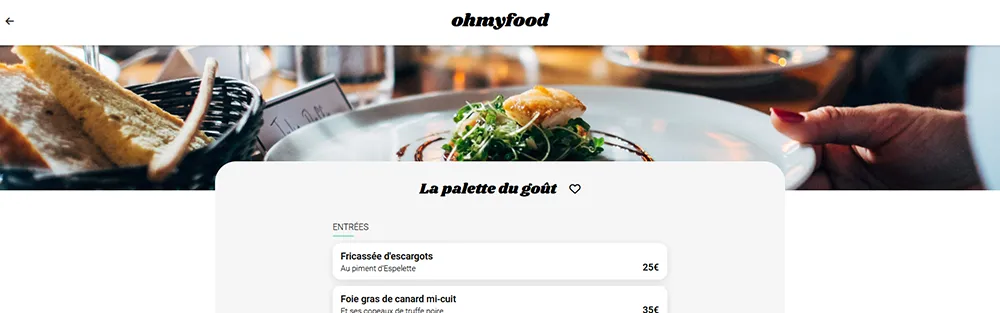 ohmyfood
La palette du goût
ENTRÉES
Fricassée d'escargots
Au piment d'Espelette
25€
Foie gras de canard mi-cuit
Et ses copeaux de truffe noire
35€